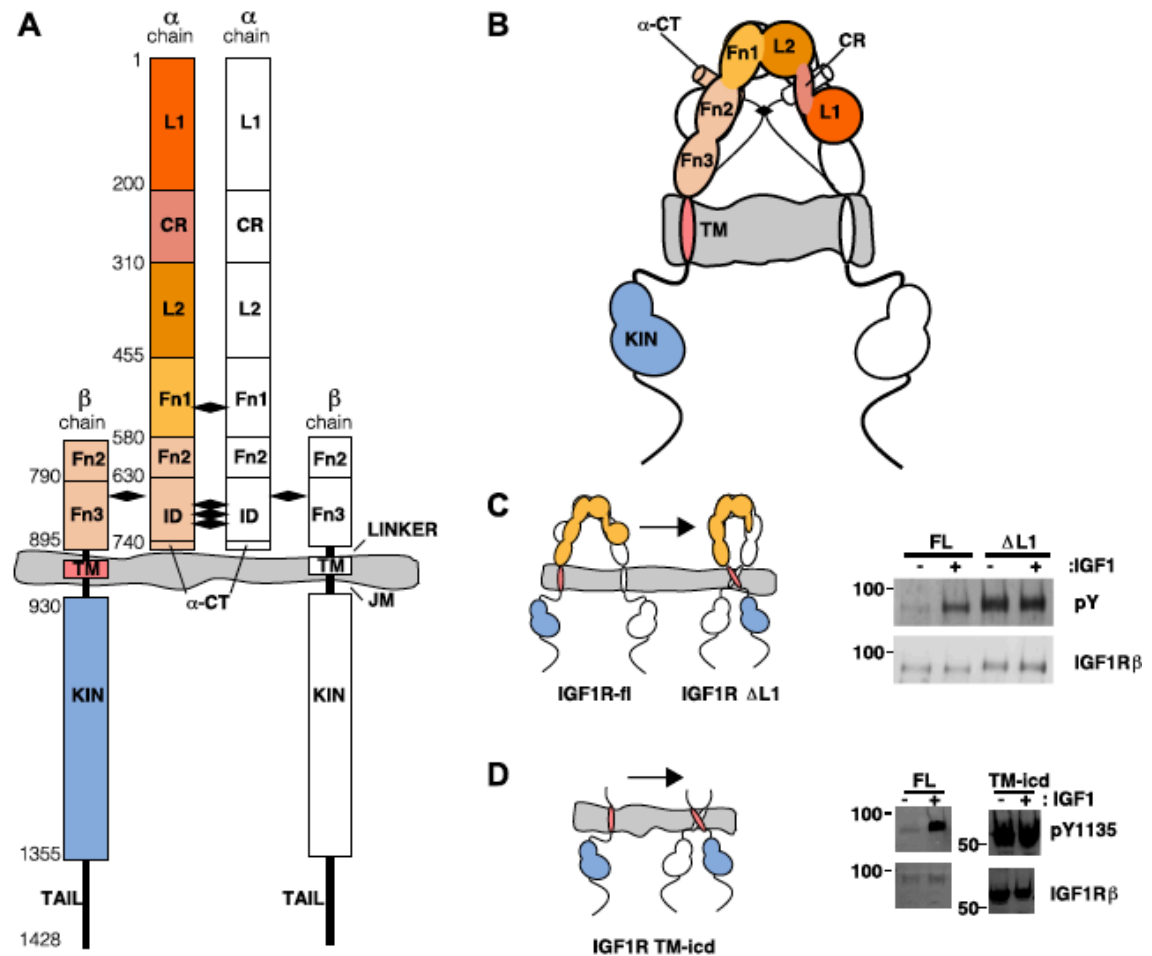 A
α chain
α chain
1
L1
L1
200
CR
CR
310
L2
L2
455
β chain
Fn1
Fn1
β chain
580
Fn2
Fn2
Fn2
Fn2
790
630
Fn3
ID
ID
Fn3
895
740
LINKER
TM
TM
α-CT
JM
930
KIN
KIN
1355
TAIL
TAIL
1428
B
α-CT
Fn1
L2
CR
Fn2
L1
Fn3
TM
KIN
C
IGF1R-fl
IGF1R ΔL1
FL
ΔL1
- + - + :IGF1
100
pY
100
IGF1Rβ
D
IGF1R TM-icd
FL
TM-icd
- + - + : IGF1
100
50
pY1135
100
50
IGF1Rβ